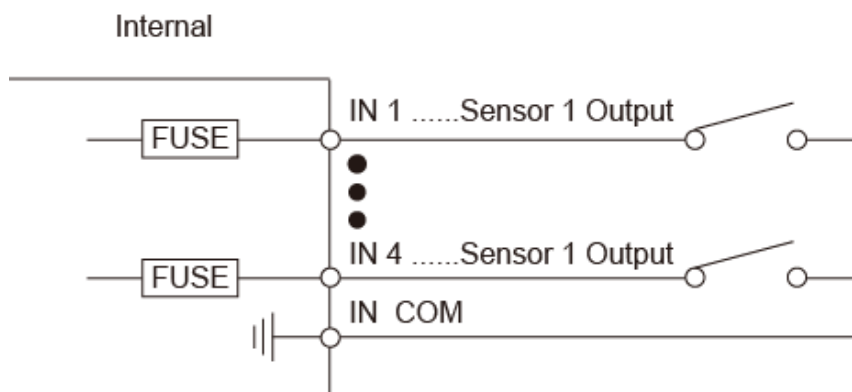 Internal
IN 1 ......Sensor 1 Output
FUSE
IN 4 ......Sensor 1 Output
FUSE
IN COM